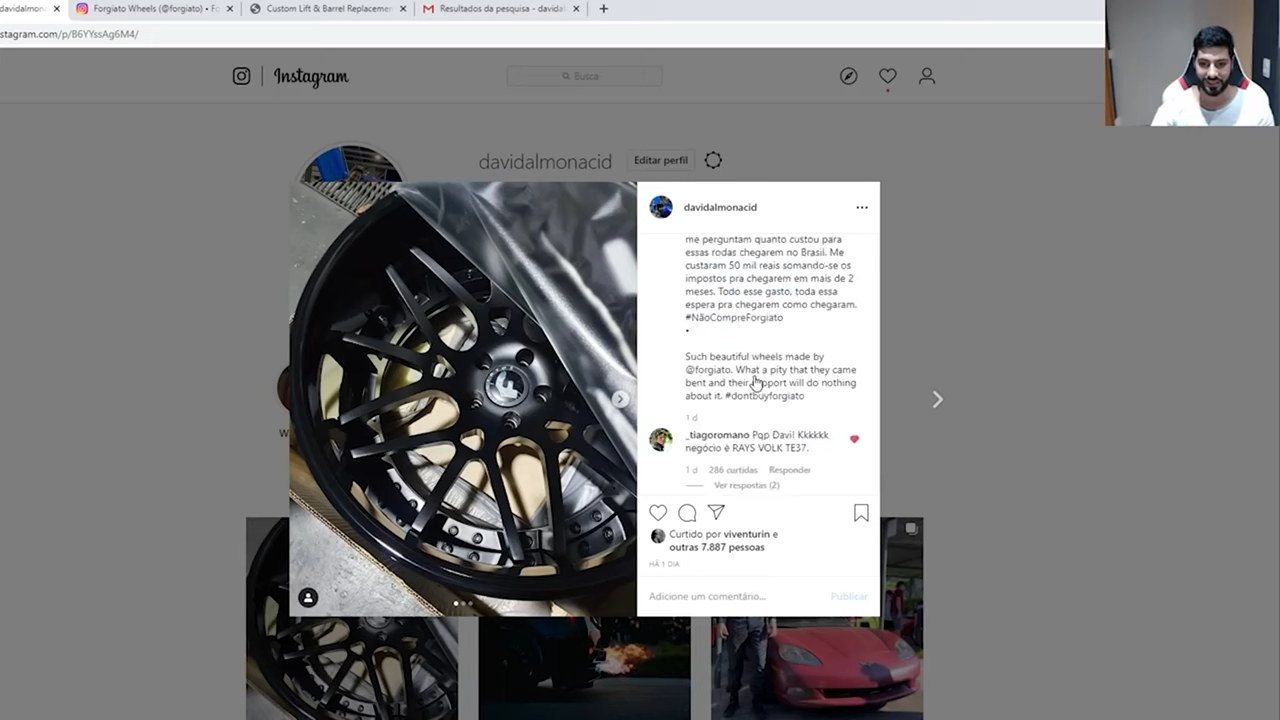 davidalmona
Forgiato Wheels (@forgiato) • Fo
Custom Lift & Barrel Replacemen
Resultados da pesquisa - davida
stagram.com/p/B6YYssAg6M4/
Instagram
Busca
davidalmonacid
Editar perfil
davidalmonacid
me perguntam quanto custou para
essas rodas chegarem no Brasil. Me
custaram 50 mil reais somando-se os
impostos pra chegarem em mais de 2
meses. Todo esse gasto, toda essa
espera pra chegarem como chegaram.
#NãoCompreForgiato
•
Such beautiful wheels made by
@forgiato. What a pity that they came
bent and their support will do nothing
about it. #dontbuyforgiato
1 d
_tiagoromano Pqp Davi! Kkkkkk
negócio é RAYS VOLK TE37.
1 d 286 curtidas Responder
Ver respostas (2)
Curtido por viventurin e
outras 7.887 pessoas
HÁ 1 DIA
Adicione um comentário... Publicar